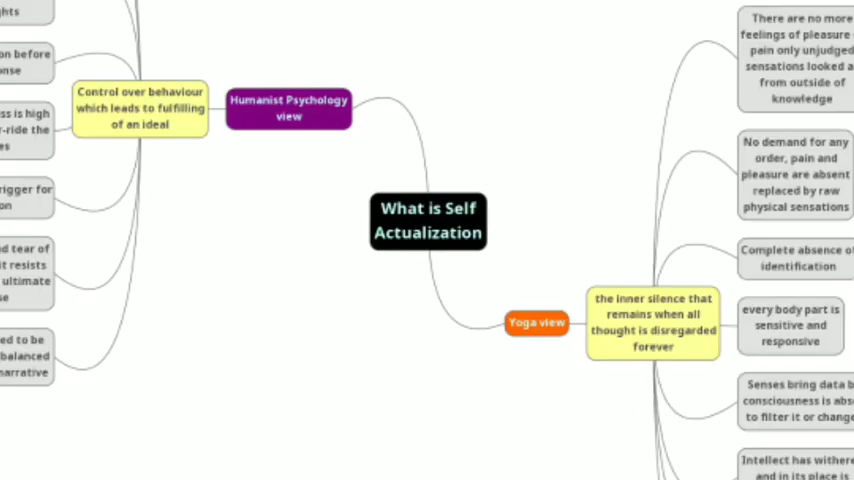 ghts
on before
onse
ss is high
r-ride the
es
rigger for
on
d tear of
it resists
ultimate
se
ed to be
balanced
narrative
Control over behaviour
which leads to fulfilling
of an ideal
Humanist Psychology
view
What is Self
Actualization
Yoga view
the inner silence that
remains when all
thought is disregarded
forever
There are no more
feelings of pleasure
pain only unjudged
sensations looked a
from outside of
knowledge
No demand for any
order, pain and
pleasure are absent
replaced by raw
physical sensations
Complete absence of
identification
every body part is
sensitive and
responsive
Senses bring data b
consciousness is abs
to filter it or change
Intellect has withere
and in its place is